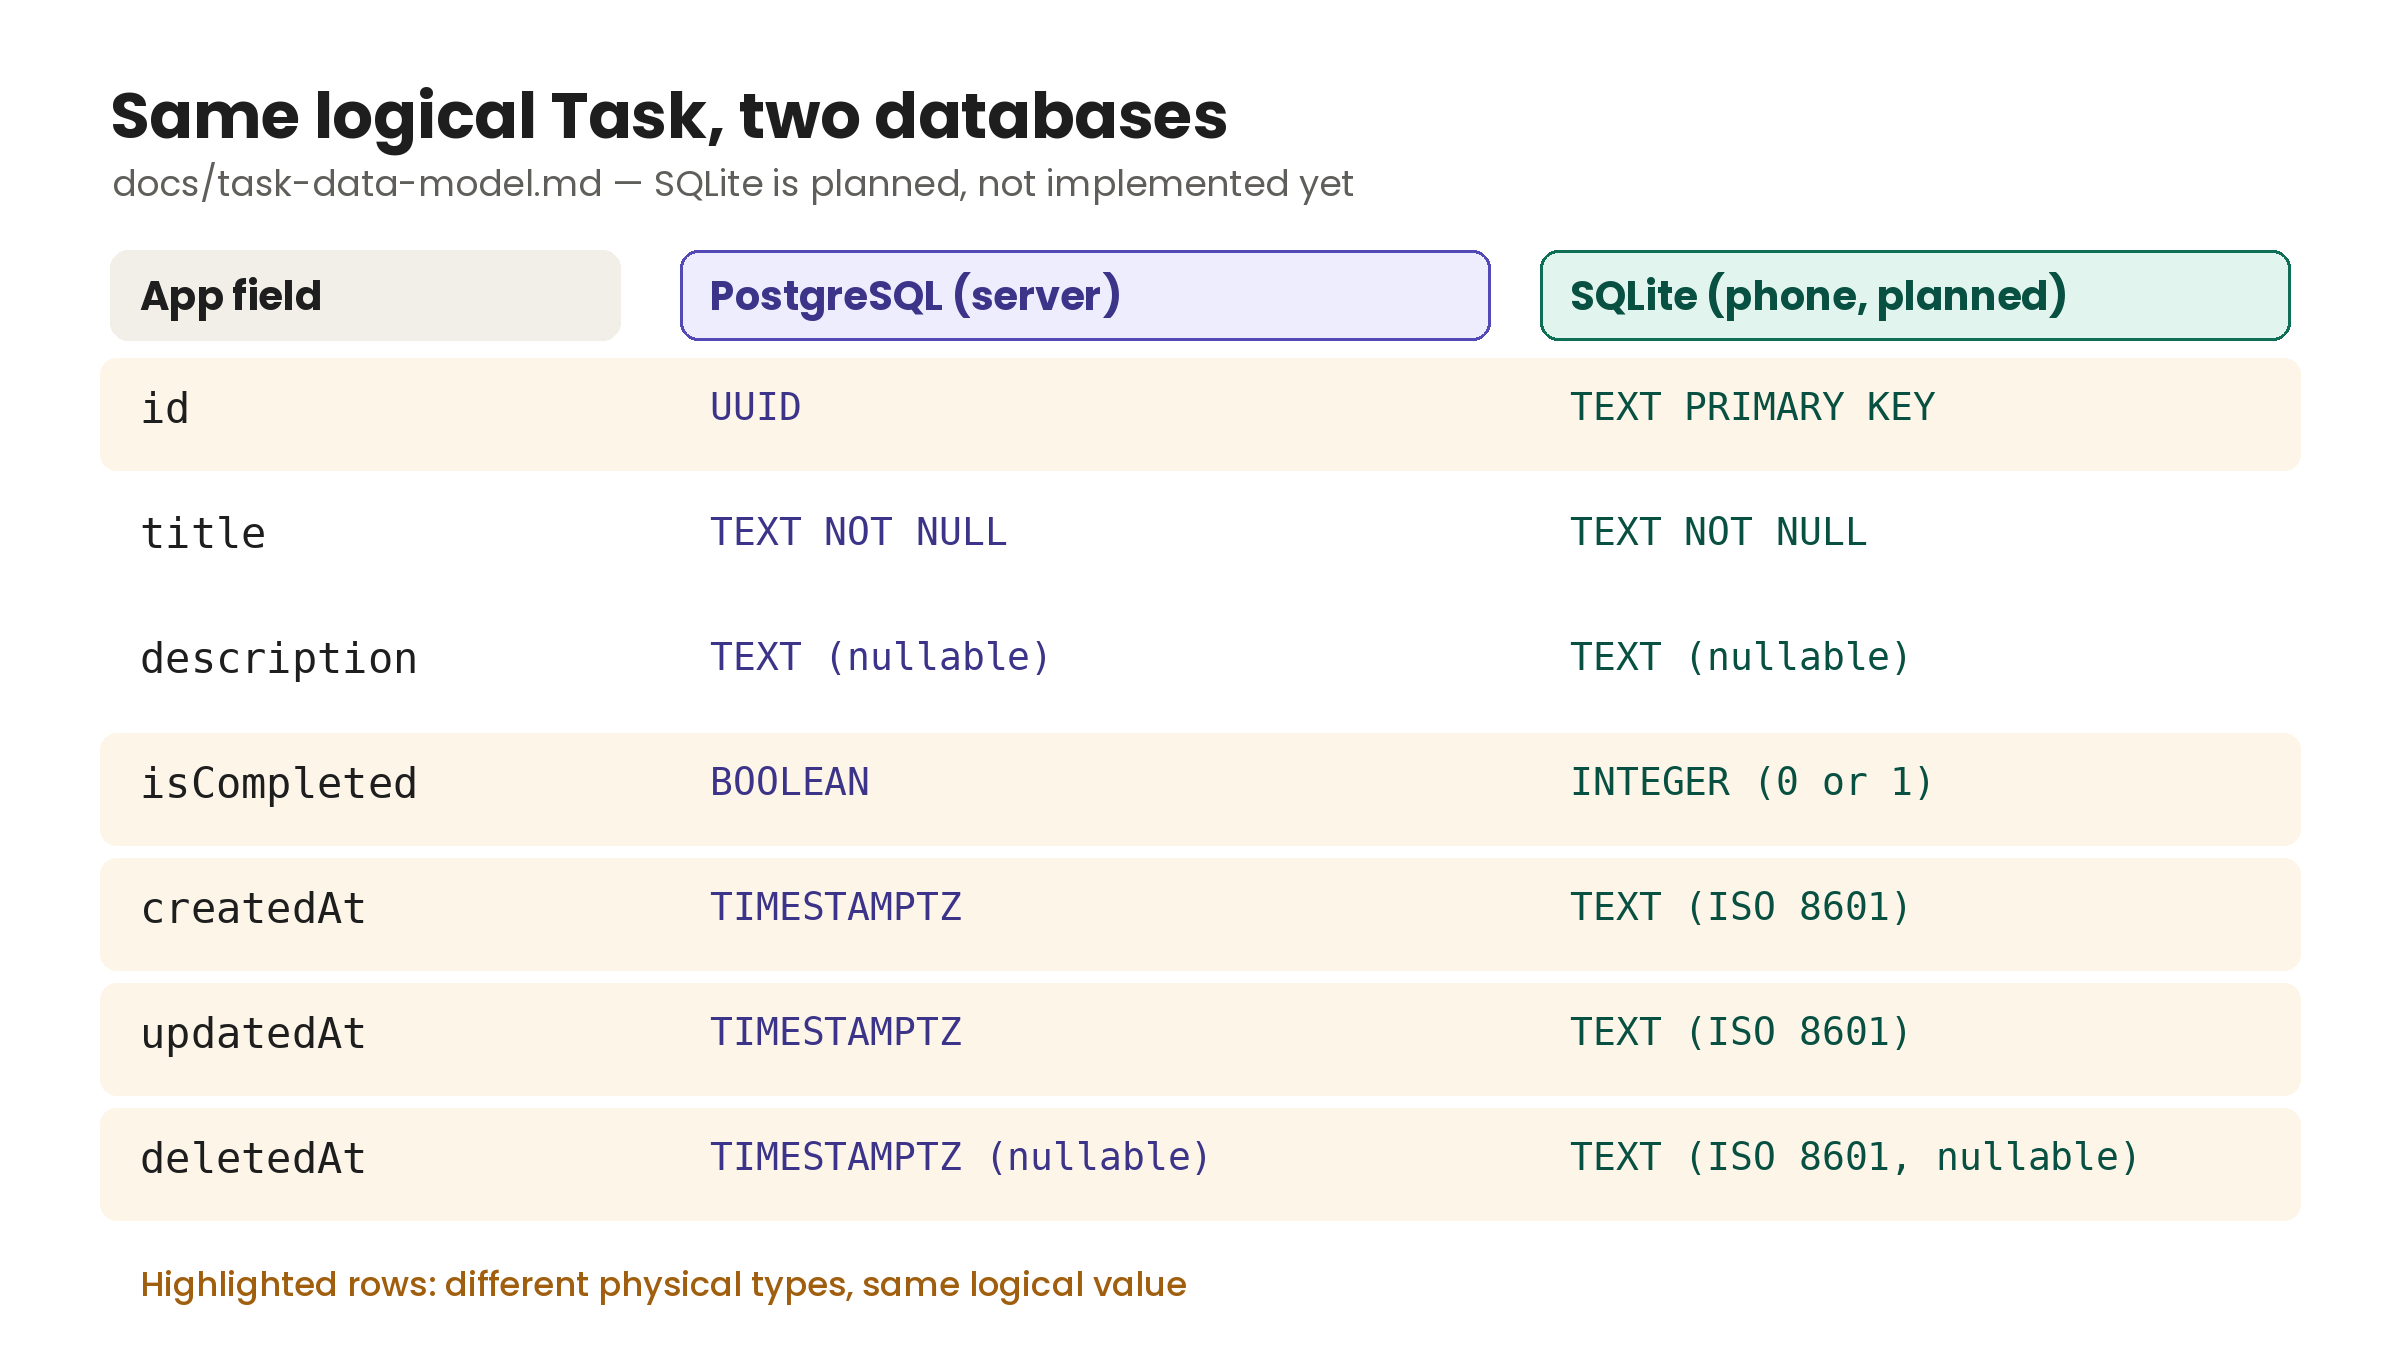 Same logical Task, two databases
docs/task-data-model.md — SQLite is planned, not implemented yet
App field PostgreSQL (server) SQLite (phone, planned)
id UUID TEXT PRIMARY KEY
title TEXT NOT NULL TEXT NOT NULL
description TEXT (nullable) TEXT (nullable)
isCompleted BOOLEAN INTEGER (0 or 1)
createdAt TIMESTAMPTZ TEXT (ISO 8601)
updatedAt TIMESTAMPTZ TEXT (ISO 8601)
deletedAt TIMESTAMPTZ (nullable) TEXT (ISO 8601, nullable)
Highlighted rows: different physical types, same logical value